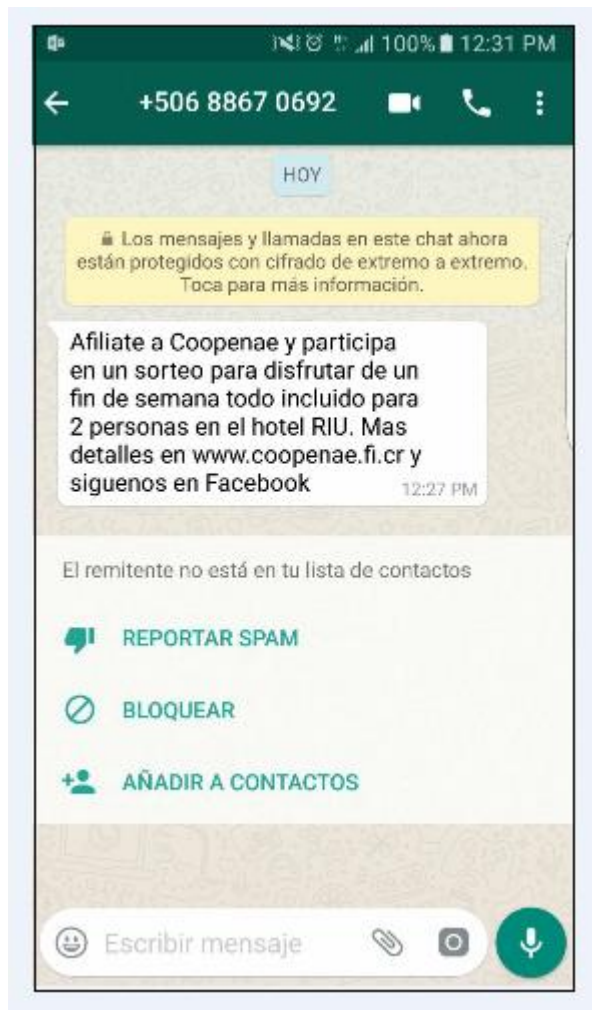 100% 12:31 PM
+506 8867 0692
HOY
Los mensajes y llamadas en este chat ahora
están protegidos con cifrado de extremo a extremo.
Toca para más información.
Afiliate a Coopenae y participa
en un sorteo para disfrutar de un
fin de semana todo incluido para
2 personas en el hotel RIU. Mas
detalles en www.coopenae.fi.cr y
siguenos en Facebook
12:27 PM
El remitente no está en tu lista de contactos
REPORTAR SPAM
BLOQUEAR
AÑADIR A CONTACTOS
Escribir mensaje